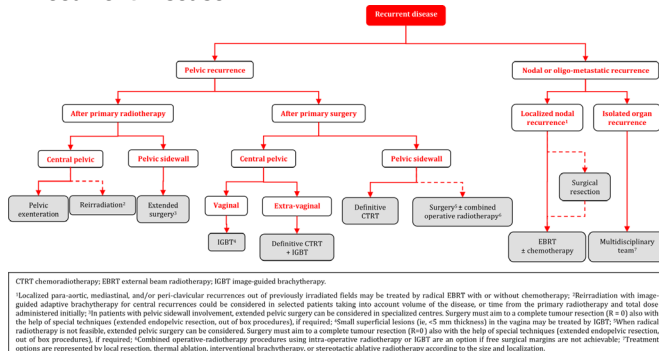 Recurrent disease
Pelvic recurrence
Nodal or oligo-metastatic recurrence
After primary radiotherapy
After primary surgery
Localized nodal
recurrence¹
Isolated organ
recurrence
Central pelvic
Pelvic sidewall
Central pelvic
Pelvic sidewall
Surgical
resection
Pelvic
exenteration
Reirradiation²
Extended
surgery³
Vaginal
Extra-vaginal
Definitive
CTRT
Surgery⁵ ± combined
operative radiotherapy⁶
IGBT⁴
Definitive CTRT
+ IGBT
EBRT
± chemotherapy
Multidisciplinary
team⁷
CTRT chemoradiotherapy; EBRT external beam radiotherapy; IGBT image-guided brachytherapy.
¹Localized para-aortic, mediastinal, and/or peri-clavicular recurrences out of previously irradiated fields may be treated by radical EBRT with or without chemotherapy; ²Reirradiation with image-
guided adaptive brachytherapy for central recurrences could be considered in selected patients taking into account volume of the disease, or time from the primary radiotherapy and total dose
administered initially; ³In patients with pelvic sidewall involvement, extended pelvic surgery can be considered in specialized centres. Surgery must aim to a complete tumour resection (R = 0) also with
the help of special techniques (extended endopelvic resection, out of box procedures), if required; ⁴Small superficial lesions (ie, <5 mm thickness) in the vagina may be treated by IGBT; ⁵When radical
radiotherapy is not feasible, extended pelvic surgery can be considered. Surgery must aim to a complete tumour resection (R=0) also with the help of special techniques (extended endopelvic resection,
out of box procedures), if required; ⁶Combined operative-radiotherapy procedures using intra-operative radiotherapy or IGBT are an option if free surgical margins are not achievable; ⁷Treatment
options are represented by local resection, thermal ablation, interventional brachytherapy, or stereotactic ablative radiotherapy according to the size and localization.